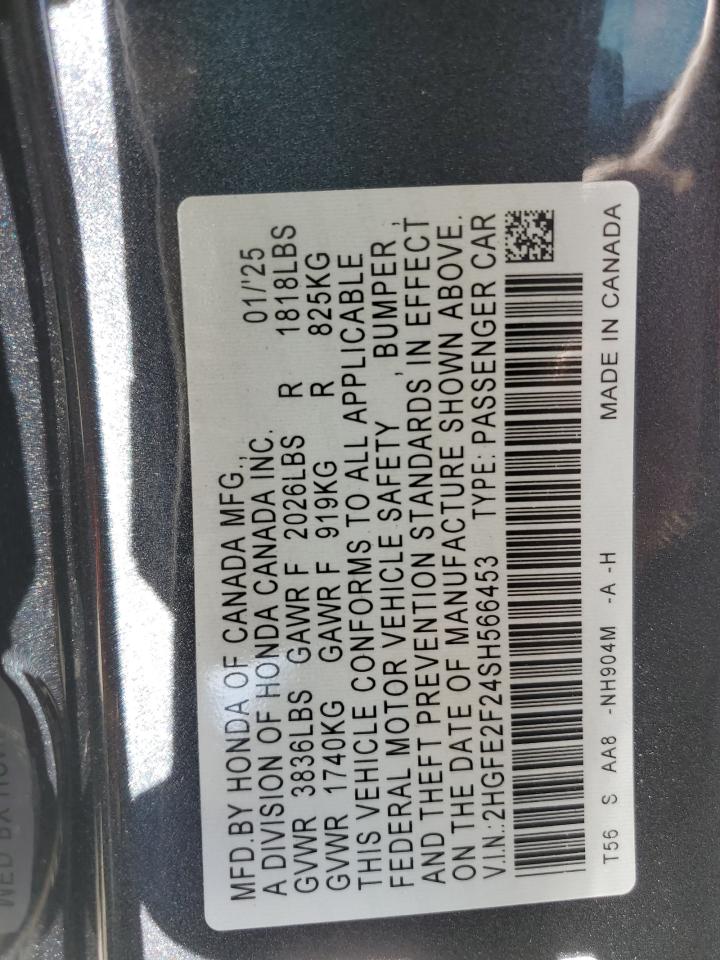 MFD.BY HONDA OF CANADA MFG., 01/'25
A DIVISION OF HONDA CANADA INC.
GVWR 3836LBS GAWR F 2026LBS R 1818LBS
GVWR 1740KG GAWR F 919KG R 825KG
THIS VEHICLE CONFORMS TO ALL APPLICABLE
FEDERAL MOTOR VEHICLE SAFETY , BUMPER ,
AND THEFT PREVENTION STANDARDS IN EFFECT
ON THE DATE OF MANUFACTURE SHOWN ABOVE.
V.I.N.:2HGFE2F24SH566453 TYPE: PASSENGER CAR
T56 S AA8 -NH904M -A -H MADE IN CANADA